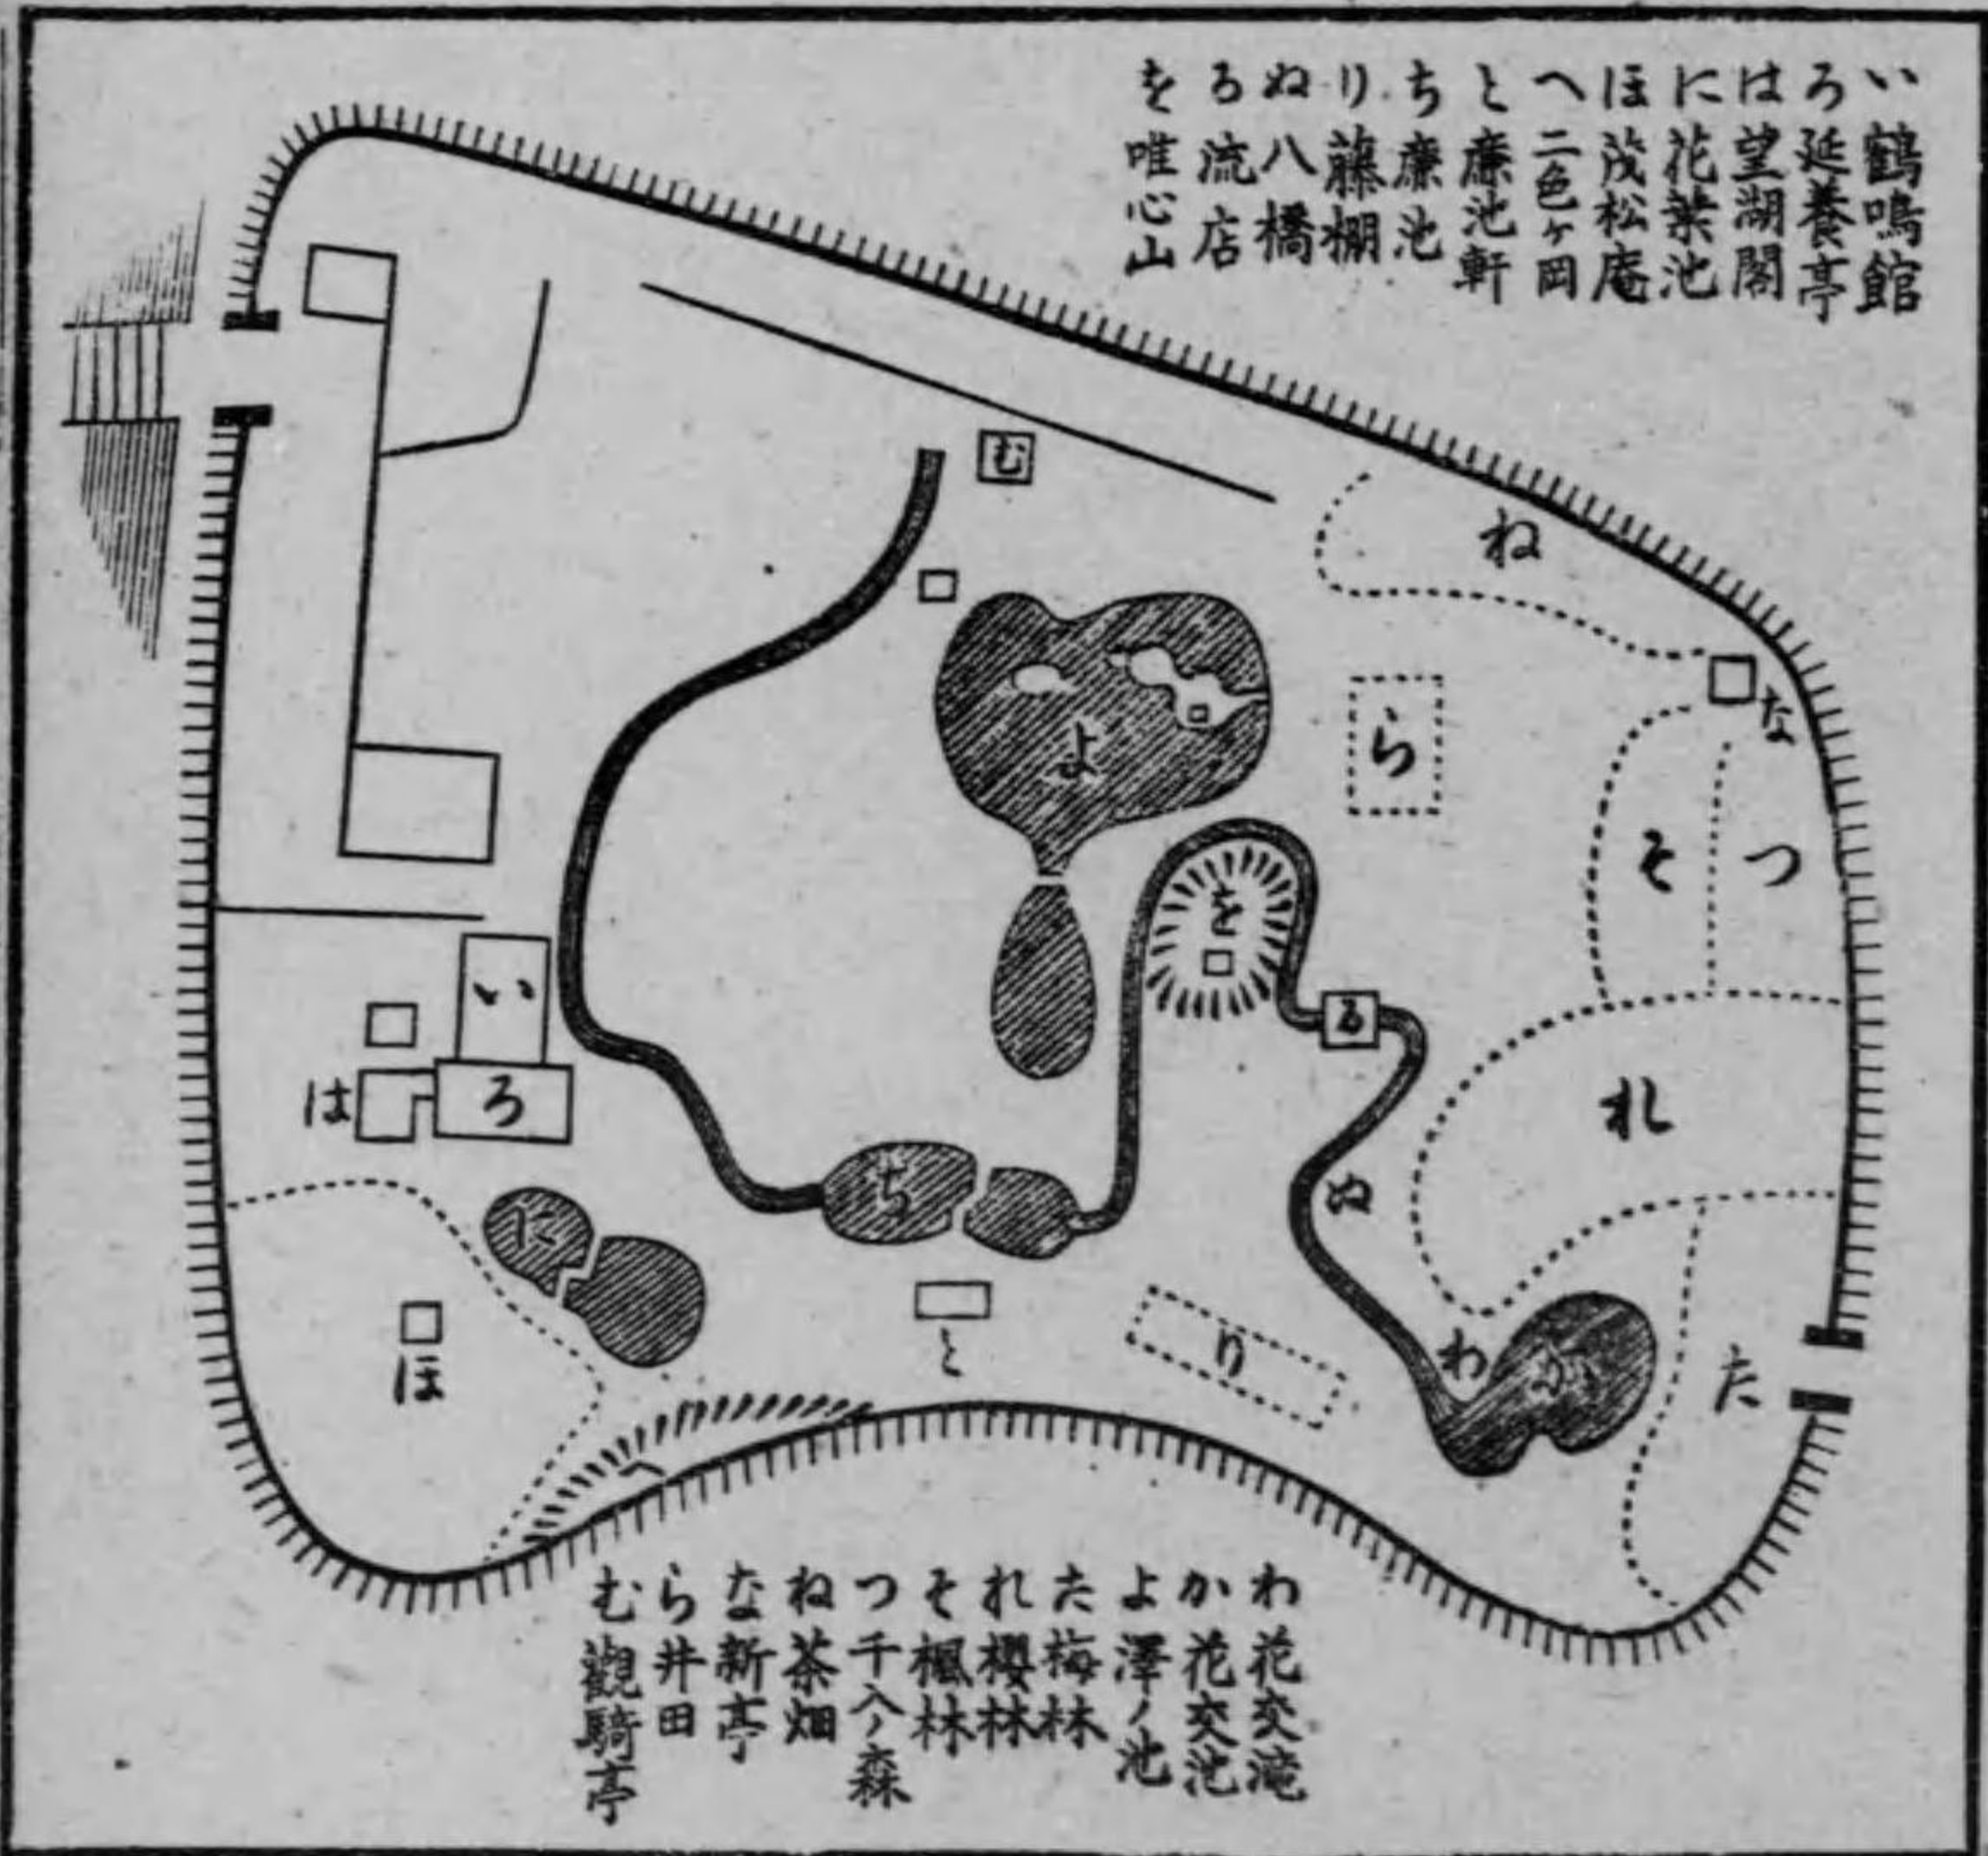 い 鶴鳴館
ろ 延養亭
は 望湖閣
に 花葉池
ほ 茂松庵
へ 二色ヶ岡
と 廉池軒
ち 廉池
り 藤棚
ぬ 八橋
る 流店
を 唯心山
む
ね
な
よ
ら
そ
つ
を
い
る
は
ろ
れ
ち
ぬ
に
ほ
と
り
わ
か
た
へ
わ 花交滝
か 花交池
よ 澤ノ池
た 梅林
れ 櫻林
そ 楓林
つ 千入ノ森
ね 茶畑
な 新亭
ら 井田
む 觀騎亭